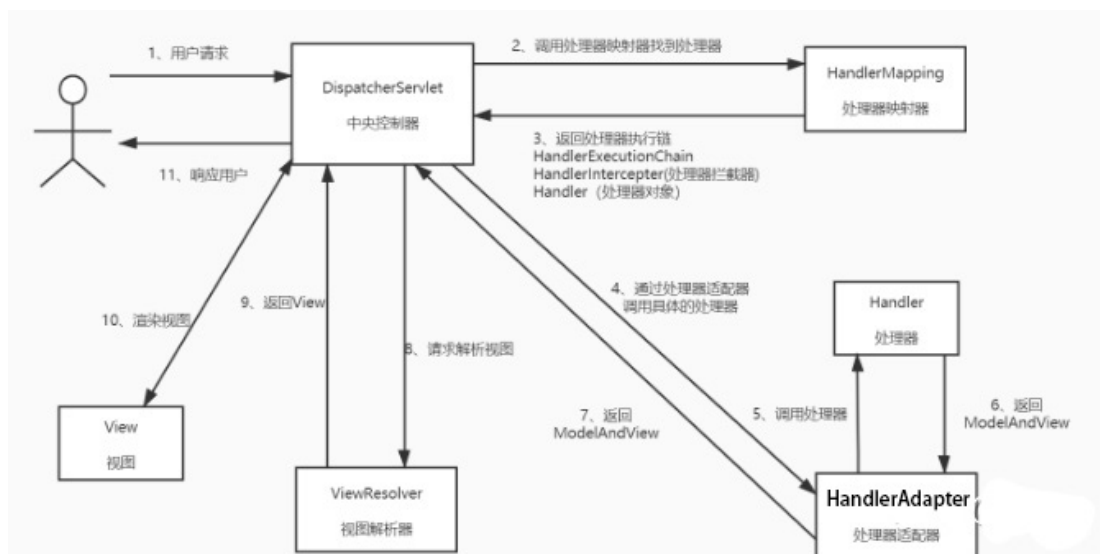 1、用户请求
2、调用处理器映射器找到处理器
DispatcherServlet
中央控制器
HandlerMapping
处理器映射器
3、返回处理器执行链
HandlerExecutionChain
HandlerIntercepter(处理器拦截器)
Handler（处理器对象）
11、响应用户
4、通过处理器适配器
调用具体的处理器
9、返回View
10、渲染视图
Handler
处理器
8、请求解析视图
7、返回
ModelAndView
5、调用处理器
6、返回
ModelAndView
View
视图
ViewResolver
视图解析器
HandlerAdapter
处理器适配器